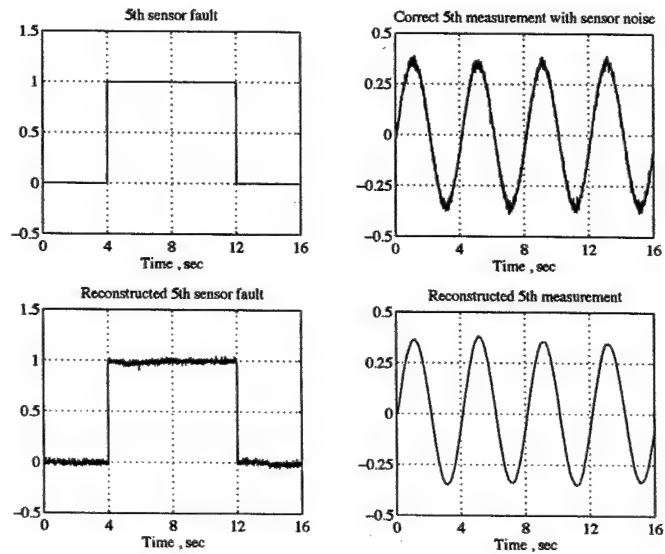 5th sensor fault
1.5
1
0.5
0
−0.5
0 4 8 12 16
Time , sec
Correct 5th measurement with sensor noise
0.5
0.25
0
−0.25
−0.5
0 4 8 12 16
Time , sec
Reconstructed 5th sensor fault
1.5
1
0.5
0
−0.5
0 4 8 12 16
Time , sec
Reconstructed 5th measurement
0.5
0.25
0
−0.25
−0.5
0 4 8 12 16
Time , sec